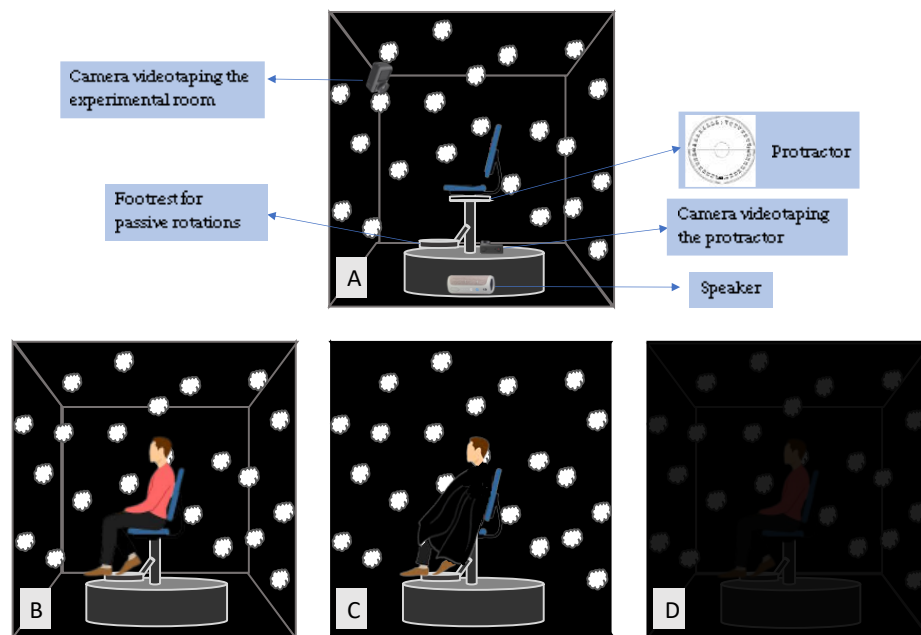 Camera videotaping the
experimental room
Protractor
Footrest for
passive rotations
Camera videotaping
the protractor
A
Speaker
B
C
D